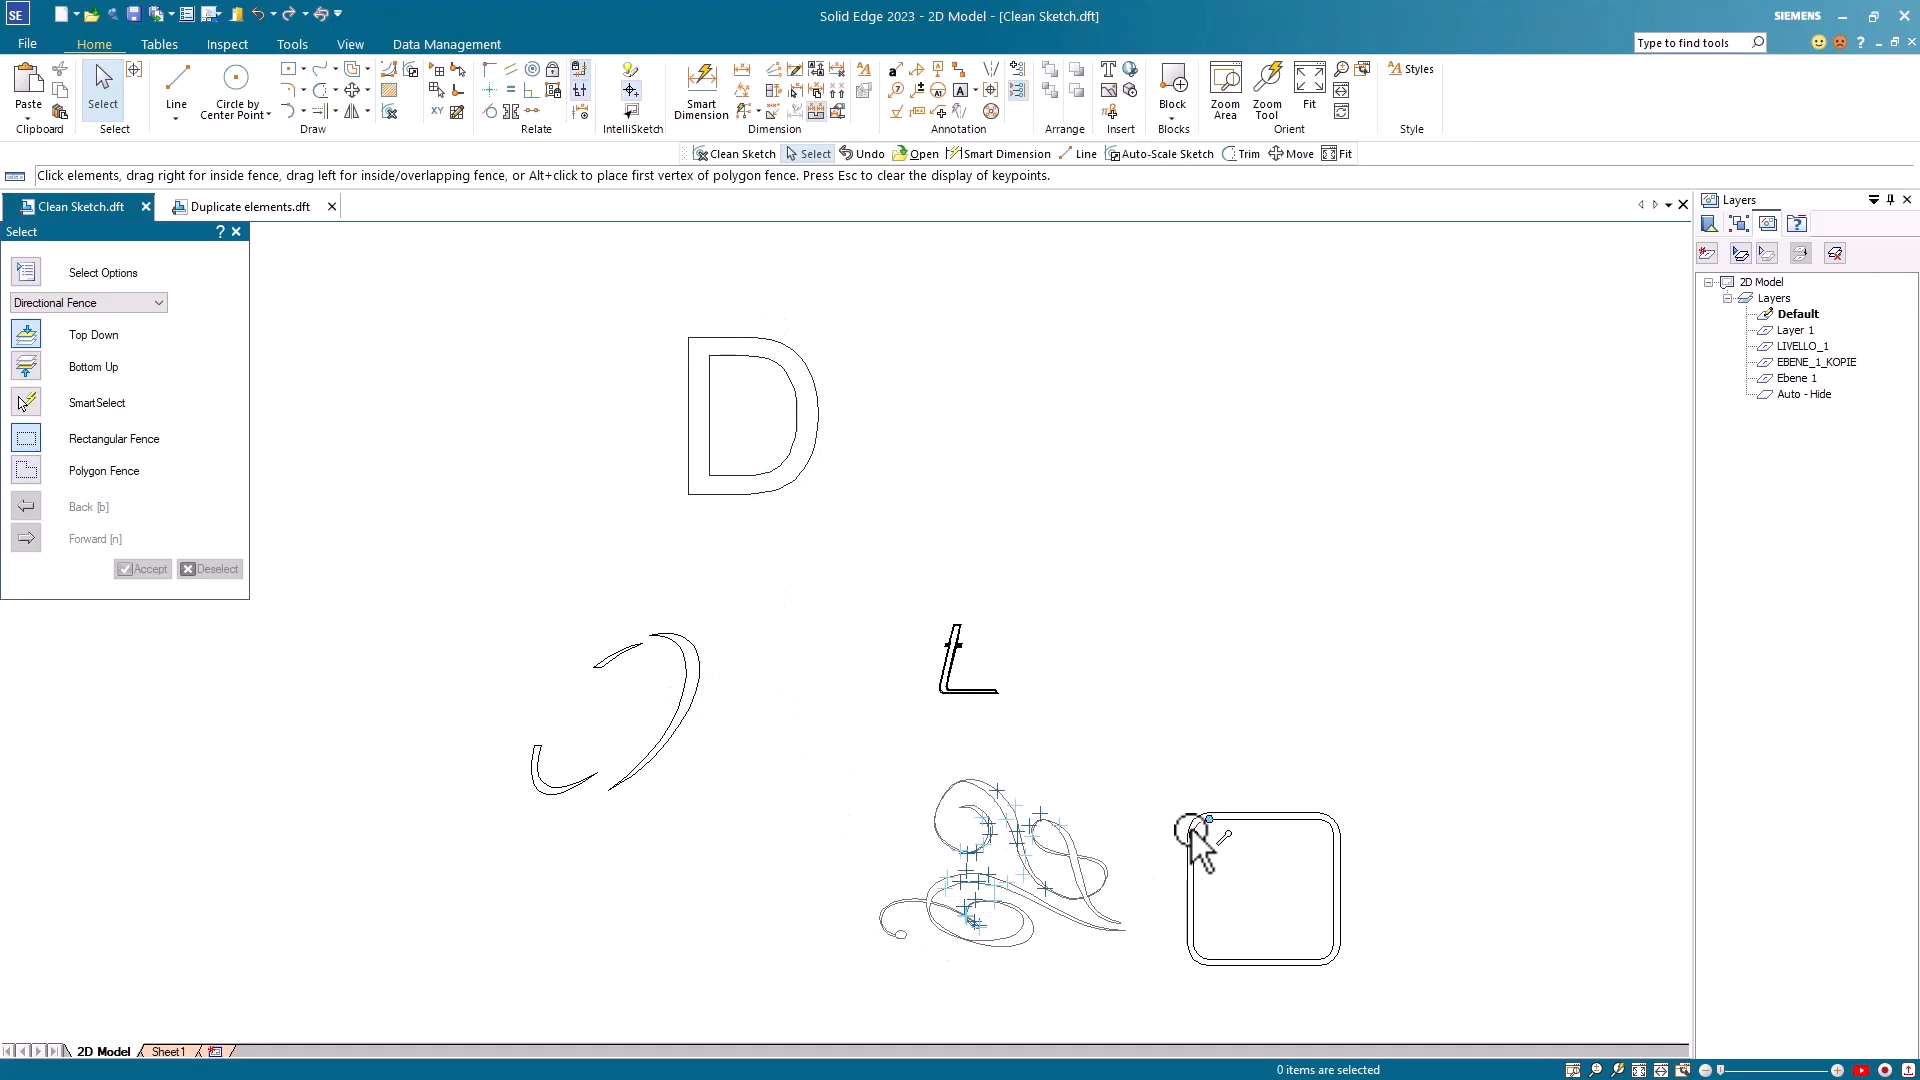 SE
Solid Edge 2023 - 2D Model - [Clean Sketch.dft]
SIEMENS
File
Home
Tables
Inspect
Sketch
Tools
View
Data Management
Type to find tools
Paste
Clipboard
Select
Select
Line
Circle by
Center Point
Draw
XY
Relate
IntelliSketch
Smart
Dimension
Dimension
Annotation
Arrange
Insert
Block
Blocks
Zoom
Area
Zoom
Tool
Fit
Orient
Styles
Style
Clean Sketch
Select
Undo
Open
Smart Dimension
Line
Auto-Scale Sketch
Trim
Move
Fit
Click elements, drag right for inside fence, drag left for inside/overlapping fence, or Alt+click to place first vertex of polygon fence. Press Esc to clear the display of keypoints.
Clean Sketch.dft
Duplicate elements.dft
Select
Select Options
Directional Fence
Top Down
Bottom Up
SmartSelect
Rectangular Fence
Polygon Fence
Back [b]
Forward [n]
Accept
Deselect
D
t
Layers
2D Model
Layers
Default
Layer 1
LIVELLO_1
EBENE_1_KOPIE
Ebene 1
Auto - Hide
2D Model
Sheet1
0 items are selected